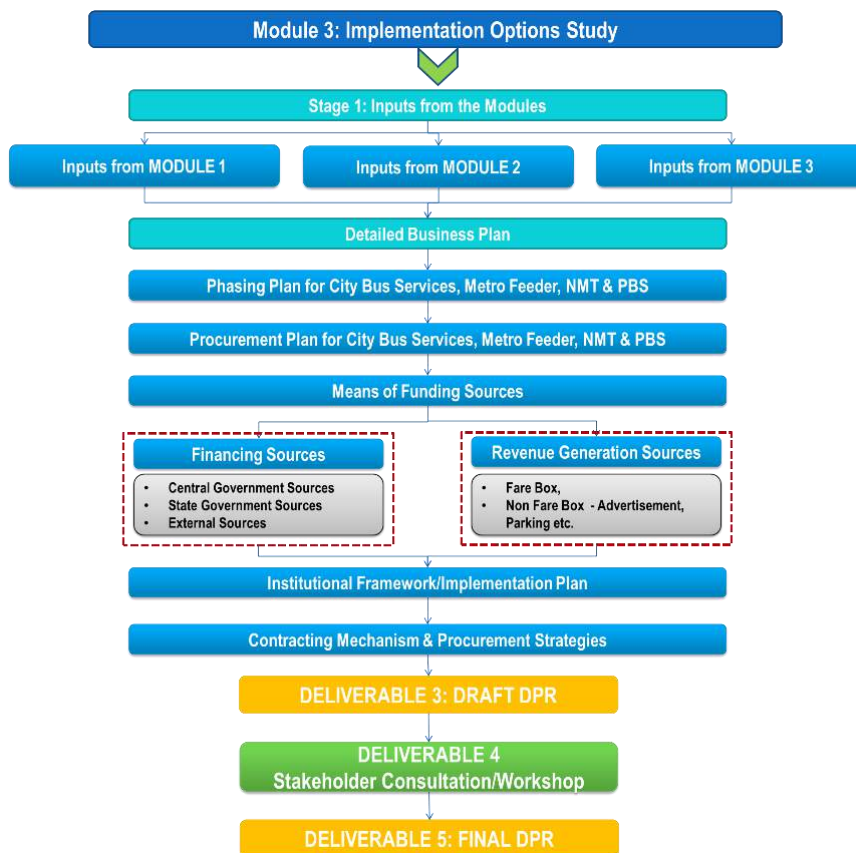 Module 3: Implementation Options Study
Stage 1: Inputs from the Modules
Inputs from MODULE 1
Inputs from MODULE 2
Inputs from MODULE 3
Detailed Business Plan
Phasing Plan for City Bus Services, Metro Feeder, NMT & PBS
Procurement Plan for City Bus Services, Metro Feeder, NMT & PBS
Means of Funding Sources
Financing Sources
• Central Government Sources
• State Government Sources
• External Sources
Revenue Generation Sources
• Fare Box,
• Non Fare Box - Advertisement,
Parking etc.
Institutional Framework/Implementation Plan
Contracting Mechanism & Procurement Strategies
DELIVERABLE 3: DRAFT DPR
DELIVERABLE 4
Stakeholder Consultation/Workshop
DELIVERABLE 5: FINAL DPR